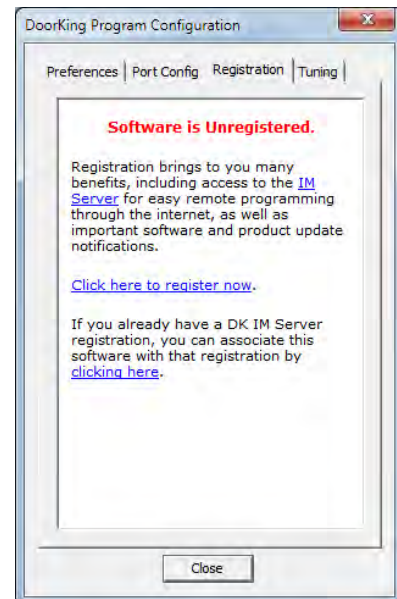 DoorKing Program Configuration
Preferences Port Config Registration Tuning
Software is Unregistered.
Registration brings to you many
benefits, including access to the IM
Server for easy remote programming
through the internet, as well as
important software and product update
notifications.
Click here to register now.
If you already have a DK IM Server
registration, you can associate this
software with that registration by
clicking here.
Close